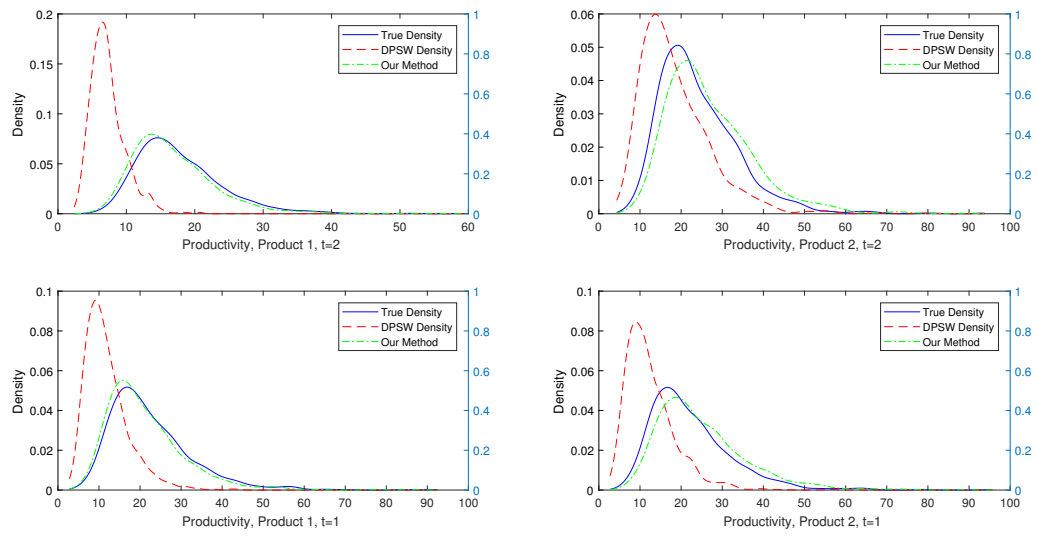 0.2
0.15
0.1
0.05
0
Density
1
0.8
0.6
0.4
0.2
0
True Density
DPSW Density
Our Method
0 10 20 30 40 50 60
Productivity, Product 1, t=2
0.06
0.05
0.04
0.03
0.02
0.01
0
Density
1
0.8
0.6
0.4
0.2
0
True Density
DPSW Density
Our Method
0 10 20 30 40 50 60 70 80 90 100
Productivity, Product 2, t=2
0.1
0.08
0.06
0.04
0.02
0
Density
1
0.8
0.6
0.4
0.2
0
True Density
DPSW Density
Our Method
0 10 20 30 40 50 60 70 80 90 100
Productivity, Product 1, t=1
0.1
0.08
0.06
0.04
0.02
0
Density
1
0.8
0.6
0.4
0.2
0
True Density
DPSW Density
Our Method
0 10 20 30 40 50 60 70 80 90 100
Productivity, Product 2, t=1